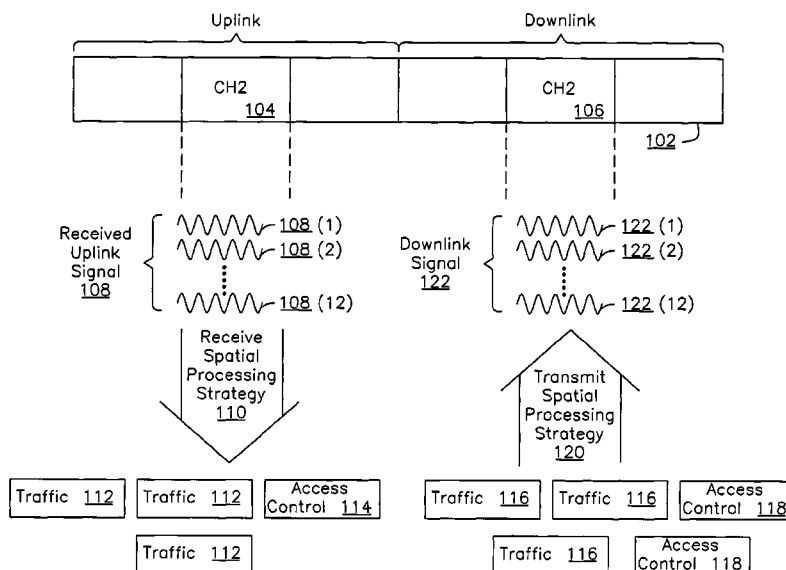 Uplink
Downlink
CH2
104
CH2
106
102
Received
Uplink
Signal
108
108 (1)
108 (2)
108 (12)
Downlink
Signal
122
122 (1)
122 (2)
122 (12)
Receive
Spatial
Processing
Strategy
110
Transmit
Spatial
Processing
Strategy
120
Traffic 112
Traffic 112
Access
Control 114
Traffic 112
Traffic 116
Traffic 116
Access
Control 118
Traffic 116
Access
Control 118